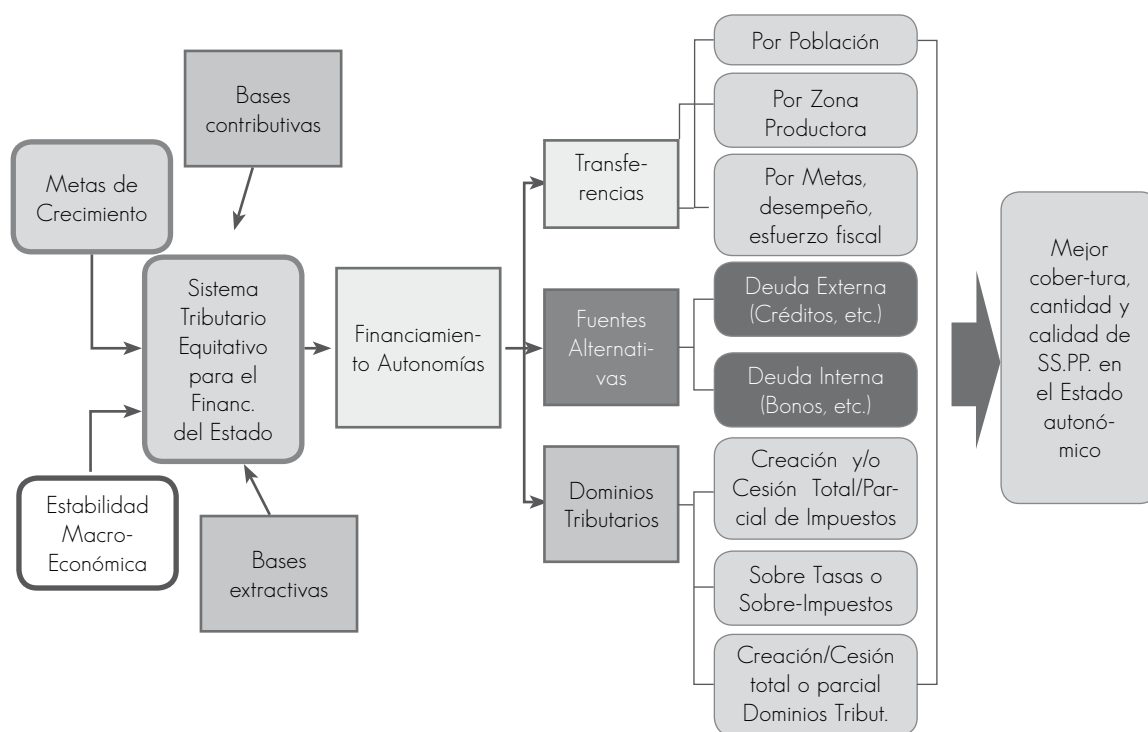 Bases
contributivas
Metas de
Crecimiento
Sistema
Tributario
Equitativo
para el
Financ.
del Estado
Estabilidad
Macro-
Económica
Bases
extractivas
Financiamien-
to Autonomías
Transfe-
rencias
Fuentes
Alternati-
vas
Dominios
Tributarios
Por Población
Por Zona
Productora
Por Metas,
desempeño,
esfuerzo fiscal
Deuda Externa
(Créditos, etc.)
Deuda Interna
(Bonos, etc.)
Creación y/o
Cesión Total/Par-
cial de Impuestos
Sobre Tasas o
Sobre-Impuestos
Creación/Cesión
total o parcial
Dominios Tribut.
Mejor
cober-tura,
cantidad y
calidad de
SS.PP. en
el Estado
autonó-
mico